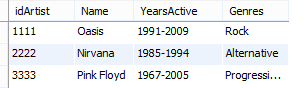 idArtist Name YearsActive Genres
1111 Oasis 1991-2009 Rock
2222 Nirvana 1985-1994 Alternative
3333 Pink Floyd 1967-2005 Progressi...